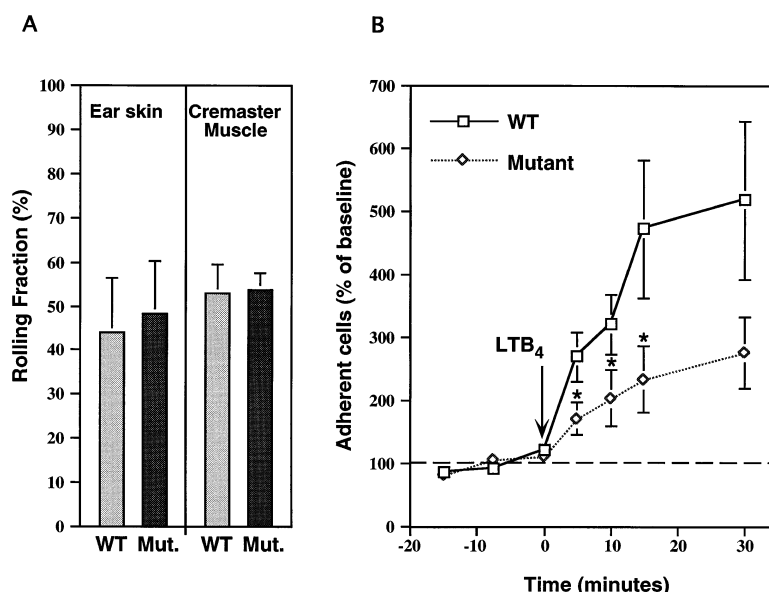 A
B
100
90
80
70
60
50
40
30
20
10
0
Rolling Fraction (%)
Ear skin
Cremaster
Muscle
WT Mut. WT Mut.
700
600
500
400
300
200
100
0
Adherent cells (% of baseline)
WT
Mutant
LTB4
*
*
*
-20 -10 0 10 20 30
Time (minutes)